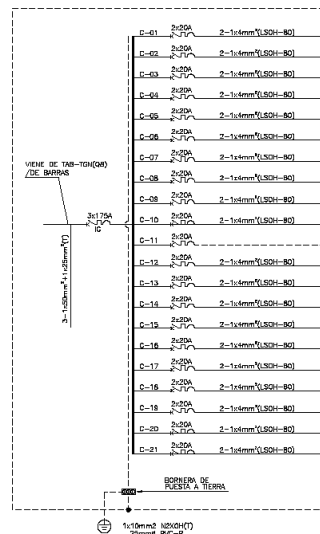 C-01 2x20A 2-1x4mm²(LSOH-80)
C-02 2x20A 2-1x4mm²(LSOH-80)
C-03 2x20A 2-1x4mm²(LSOH-80)
C-04 2x20A 2-1x4mm²(LSOH-80)
C-05 2x20A 2-1x4mm²(LSOH-80)
C-06 2x20A 2-1x4mm²(LSOH-80)
C-07 2x20A 2-1x4mm²(LSOH-80)
VIENE DE TAB-TGN(Q8)
/DE BARRAS
C-08 2x20A 2-1x4mm²(LSOH-80)
C-09 2x20A 2-1x4mm²(LSOH-80)
3x175A
IG
C-10 2x20A 2-1x4mm²(LSOH-80)
3-1x50mm²+1x25mm²(T)
C-11 2x20A
C-12 2x20A 2-1x4mm²(LSOH-80)
C-13 2x20A 2-1x4mm²(LSOH-80)
C-14 2x20A 2-1x4mm²(LSOH-80)
C-15 2x20A 2-1x4mm²(LSOH-80)
C-16 2x20A 2-1x4mm²(LSOH-80)
C-17 2x20A 2-1x4mm²(LSOH-80)
C-18 2x20A 2-1x4mm²(LSOH-80)
C-19 2x20A 2-1x4mm²(LSOH-80)
C-20 2x20A 2-1x4mm²(LSOH-80)
C-21 2x20A 2-1x4mm²(LSOH-80)
BORNERA DE
PUESTA A TIERRA
1x10mm2 N2XOH(T)
PVC-P